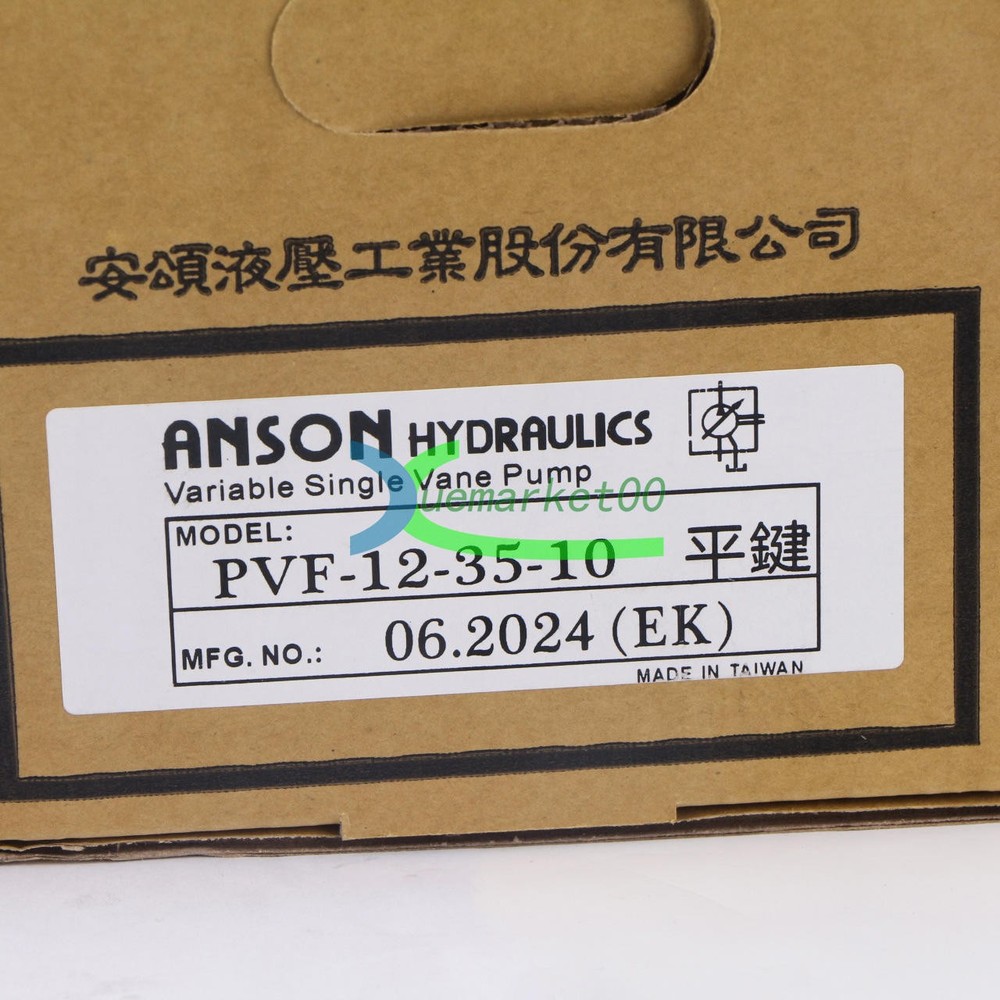 安頌液壓工業股份有限公司
ANSON HYDRAULICS
Variable Single Vane Pump
uemarket00
MODEL:
PVF-12-35-10 平鍵
MFG. NO.: 06.2024 (EK)
MADE IN TAIWAN